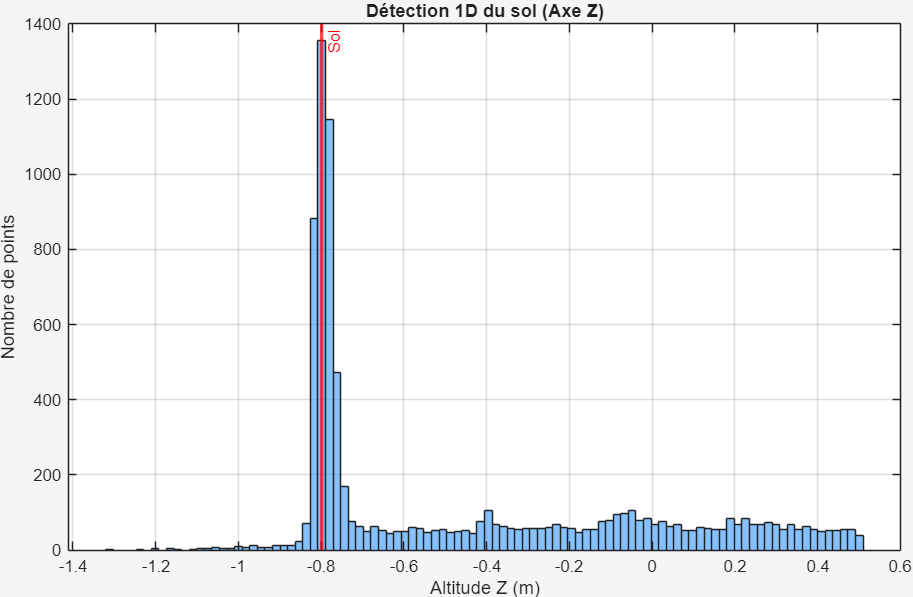 Détection 1D du sol (Axe Z)
Nombre de points
1400
1200
1000
800
600
400
200
0
Sol
-1.4 -1.2 -1 -0.8 -0.6 -0.4 -0.2 0 0.2 0.4 0.6
Altitude Z (m)